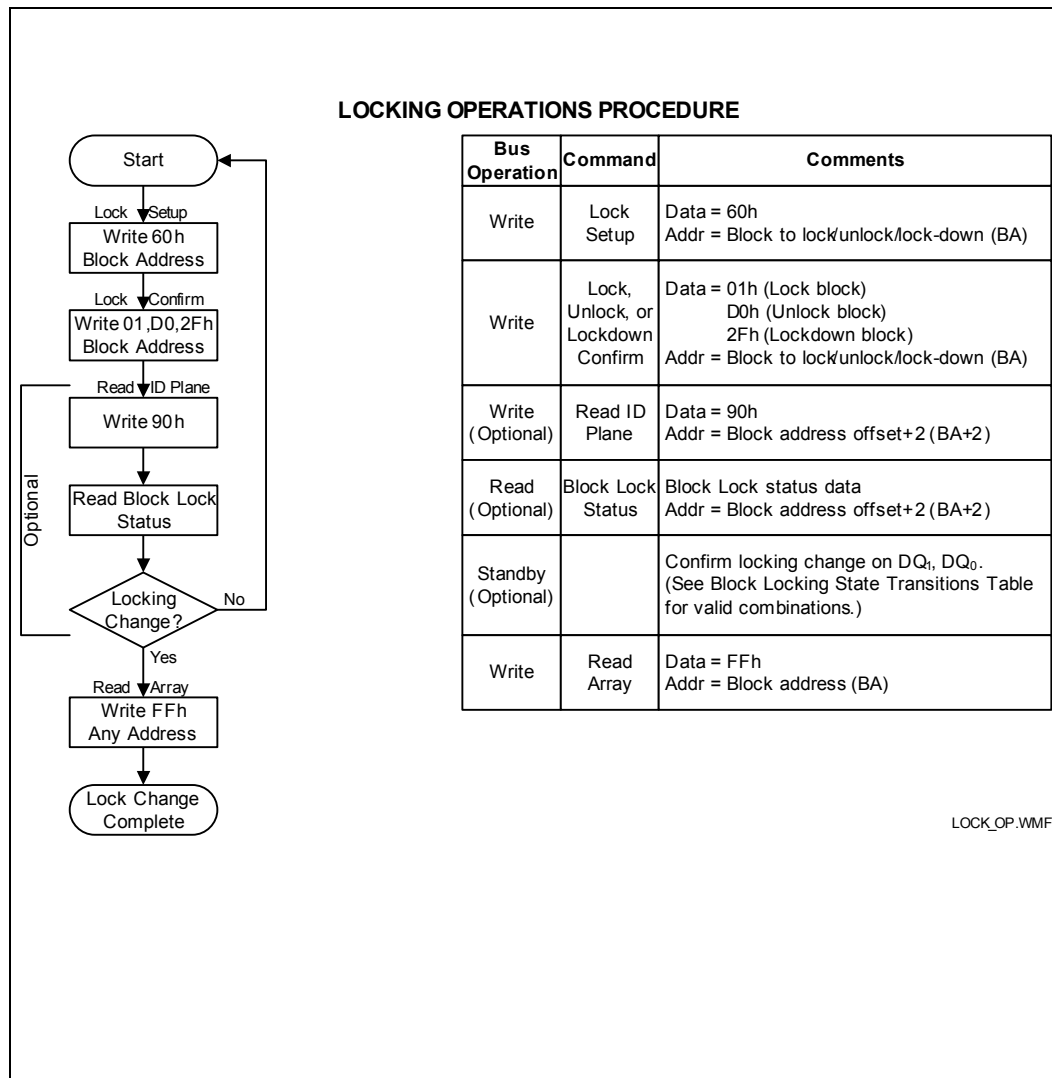 LOCKING OPERATIONS PROCEDURE
Start
Lock Setup
Write 60h
Block Address
Lock Confirm
Write 01,D0,2Fh
Block Address
Read ID Plane
Write 90h
Optional
Read Block Lock
Status
Locking
Change?
No
Yes
Read Array
Write FFh
Any Address
Lock Change
Complete
Bus
Operation
Command
Comments
Write
Lock
Setup
Data = 60h
Addr = Block to lock/unlock/lock-down (BA)
Write
Lock,
Unlock, or
Lockdown
Confirm
Data = 01h (Lock block)
D0h (Unlock block)
2Fh (Lockdown block)
Addr = Block to lock/unlock/lock-down (BA)
Write
(Optional)
Read ID
Plane
Data = 90h
Addr = Block address offset+2 (BA+2)
Read
(Optional)
Block Lock
Status
Block Lock status data
Addr = Block address offset+2 (BA+2)
Standby
(Optional)
Confirm locking change on DQ₁, DQ₀.
(See Block Locking State Transitions Table
for valid combinations.)
Write
Read
Array
Data = FFh
Addr = Block address (BA)
LOCK_OP.WMF